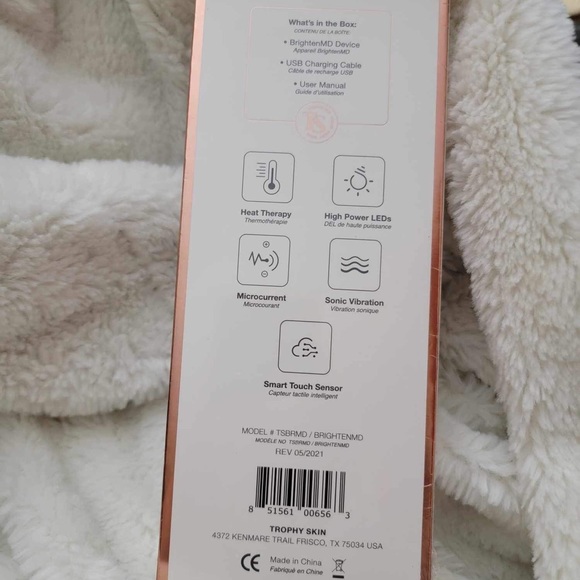 What's in the Box:
CONTENU DE LA BOÎTE
• BrightenMD Device
Appareil BrightenMD
• USB Charging Cable
Câble de recharge USB
• User Manual
Guide d'utilisation
Heat Therapy
Thermothérapie
High Power LEDs
DEL de haute puissance
Microcurrent
Microcourant
Sonic Vibration
Vibration sonique
Smart Touch Sensor
Capteur tactile intelligent
MODEL # TSBRMD / BRIGHTENMD
MODÈLE NO TSBRMD / BRIGHTENMD
REV 05/2021
8 51561 00656 3
TROPHY SKIN
4372 KENMARE TRAIL FRISCO, TX 75034 USA
CE Made in China
Fabriqué en Chine